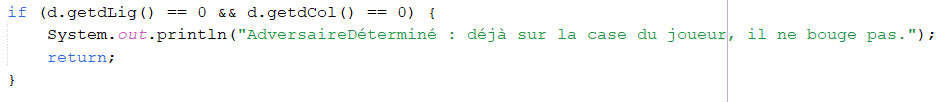 if (d.getdLig() == 0 && d.getdCol() == 0) {
    System.out.println("AdversaireDéterminé : déjà sur la case du joueur, il ne bouge pas.");
    return;
}